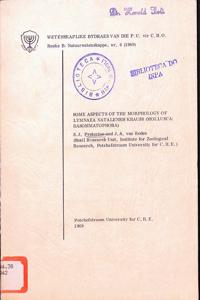 Dr. Harold
WETENSKAPLIKE BYDRAES VAN DIE P.U. vir C.H.O.
Reeks B: Natuurwetenskappe, nr. 6 (1969)
BIBLIOTECA
BIBLIOTECA DO
INPA
SOME ASPECTS OF THE MORPHOLOGY OF
LYMNAEA NATALENSIS KRAUSS (MOLLUSCA:
BASOMMATOPHORA)
S.J. Pretorius and J.A. van Eeden
(Snail Research Unit, Institute for Zoological
Research, Potchefstroom University for C.H.E.)
Potchefstroom University for C.H.E.
1969